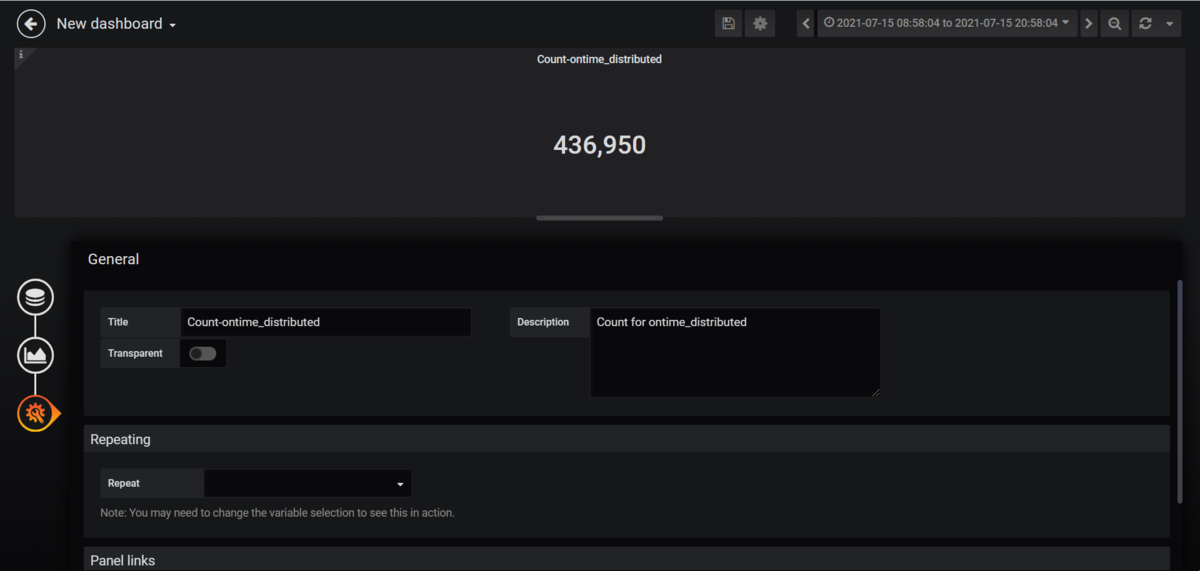 New dashboard
2021-07-15 08:58:04 to 2021-07-15 20:58:04
i
Count-ontime_distributed
436,950
General
Title
Count-ontime_distributed
Description
Count for ontime_distributed
Transparent
Repeating
Repeat
Note: You may need to change the variable selection to see this in action.
Panel links